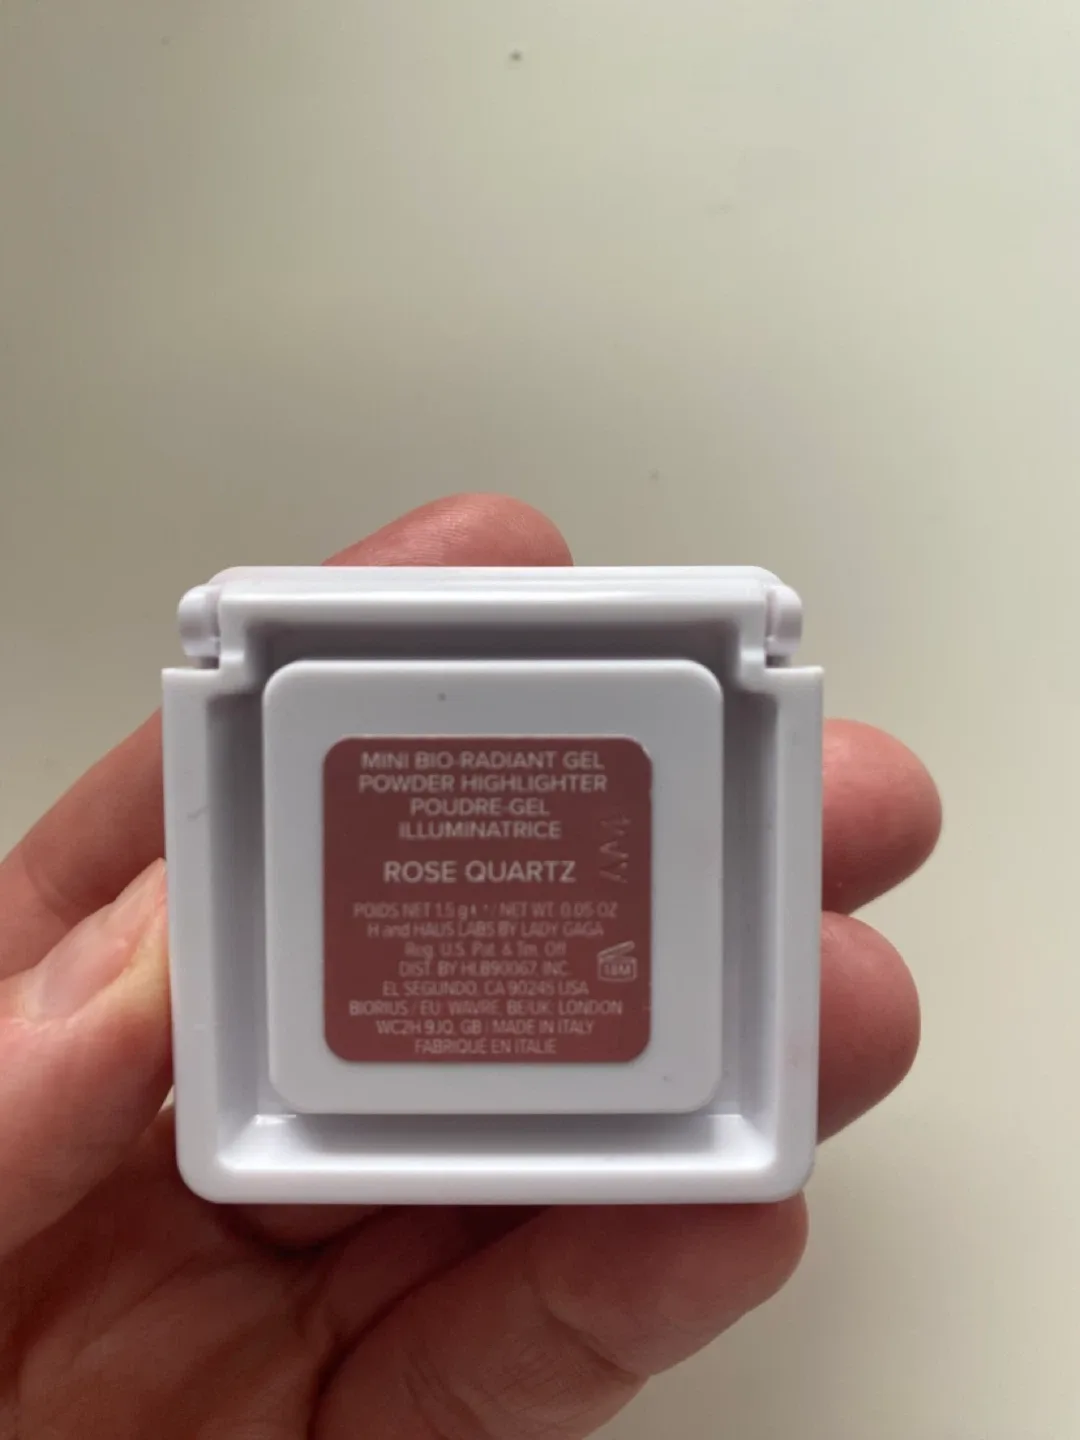 MINI BIO-RADIANT GEL
POWDER HIGHLIGHTER
POUDRE-GEL
ILLUMINATRICE
ROSE QUARTZ
POIDS NET 1.5 g ℮ / NET WT. 0.05 OZ
H and HAUS LABS BY LADY GAGA
Reg. U.S. Pat. & Tm. Off
DIST. BY HLB90067, INC.
EL SEGUNDO, CA 90245 USA
BIORIUS / EU: WAVRE, BE/UK: LONDON
WC2H 9JQ, GB | MADE IN ITALY
FABRIQUÉ EN ITALIE
18M